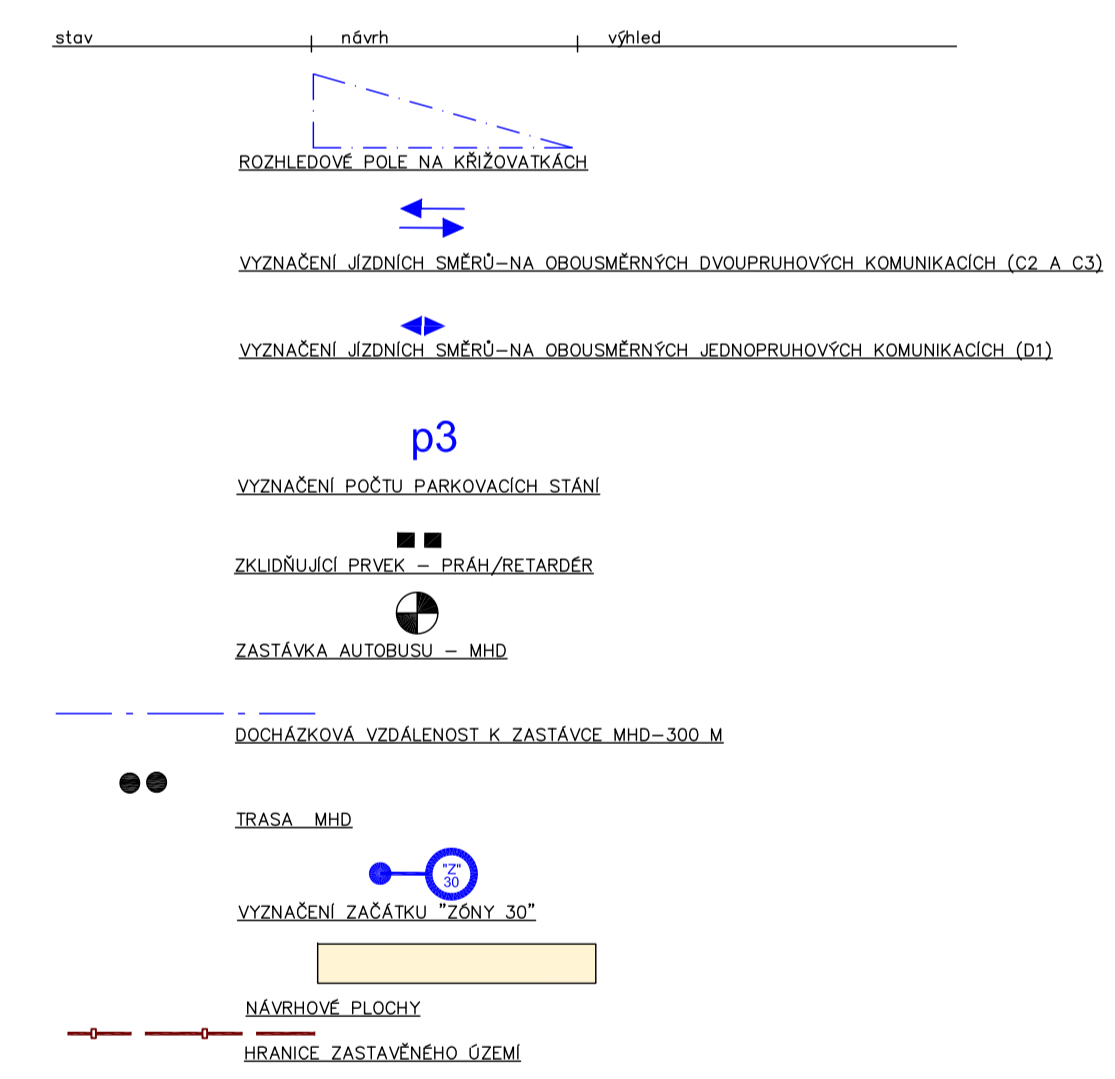 stav návrh výhled
ROZHLEDOVÉ POLE NA KŘIŽOVATKÁCH
VYZNAČENÍ JÍZDNÍCH SMĚRŮ-NA OBOUSMĚRNÝCH DVOUPRUHOVÝCH KOMUNIKACÍCH (C2 A C3)
VYZNAČENÍ JÍZDNÍCH SMĚRŮ-NA OBOUSMĚRNÝCH JEDNOPRUHOVÝCH KOMUNIKACÍCH (D1)
p3
VYZNAČENÍ POČTU PARKOVACÍCH STÁNÍ
ZKLIDŇUJÍCÍ PRVEK – PRÁH/RETARDÉR
ZASTÁVKA AUTOBUSU – MHD
DOCHÁZKOVÁ VZDÁLENOST K ZASTÁVCE MHD-300 M
TRASA MHD
"Z"
30
VYZNAČENÍ ZAČÁTKU "ZÓNY 30"
NÁVRHOVÉ PLOCHY
HRANICE ZASTAVĚNÉHO ÚZEMÍ